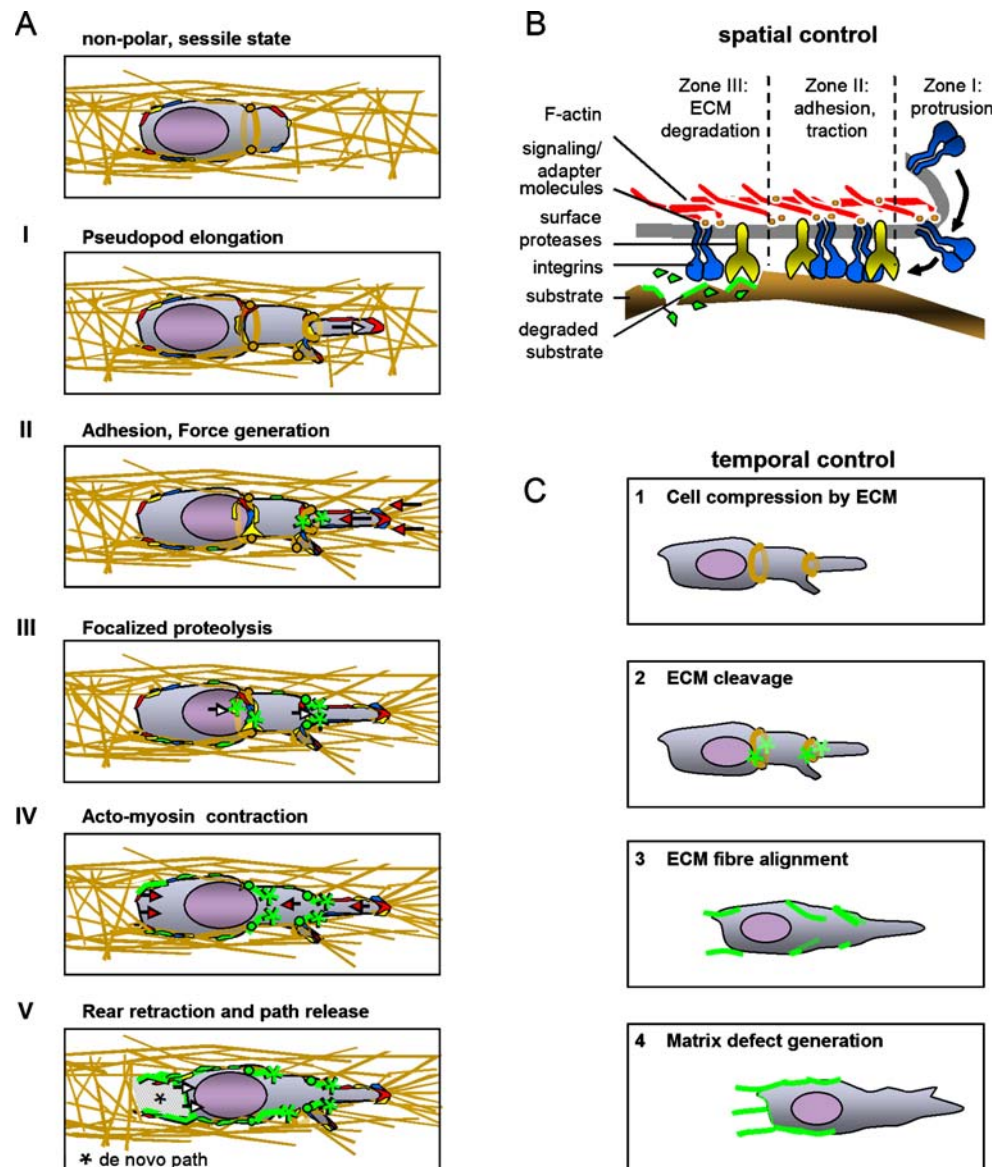 A
non-polar, sessile state
I
Pseudopod elongation
II
Adhesion, Force generation
III
Focalized proteolysis
IV
Acto-myosin contraction
V
Rear retraction and path release
*
* de novo path
B
spatial control
Zone III:
ECM
degradation
Zone II:
adhesion,
traction
Zone I:
protrusion
F-actin
signaling/
adapter
molecules
surface
proteases
integrins
substrate
degraded
substrate
temporal control
C
1 Cell compression by ECM
2 ECM cleavage
3 ECM fibre alignment
4 Matrix defect generation